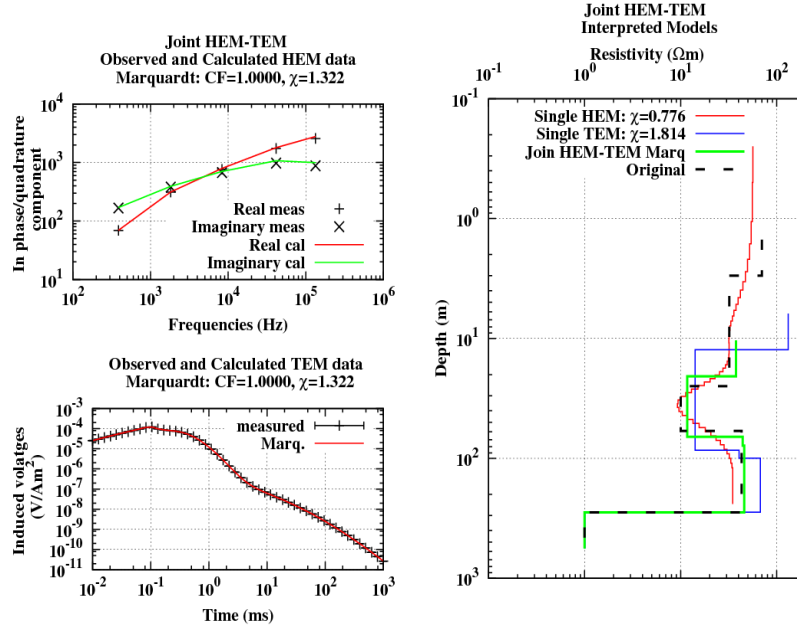 Joint HEM-TEM
Observed and Calculated HEM data
Marquardt: CF=1.0000, χ=1.322
In phase/quadrature
component
10^4
10^3
10^2
10^1
Real meas
Imaginary meas
Real cal
Imaginary cal
10^2 10^3 10^4 10^5 10^6
Frequencies (Hz)
Observed and Calculated TEM data
Marquardt: CF=1.0000, χ=1.322
Induced volatges
(V/Am^2)
10^-3
10^-4
10^-5
10^-6
10^-7
10^-8
10^-9
10^-10
10^-11
measured
Marq.
10^-2 10^-1 10^0 10^1 10^2 10^3
Time (ms)
Joint HEM-TEM
Interpreted Models
Resistivity (Ωm)
10^-1 10^0 10^1 10^2
Depth (m)
10^-1
10^0
10^1
10^2
10^3
Single HEM: χ=0.776
Single TEM: χ=1.814
Join HEM-TEM Marq
Original